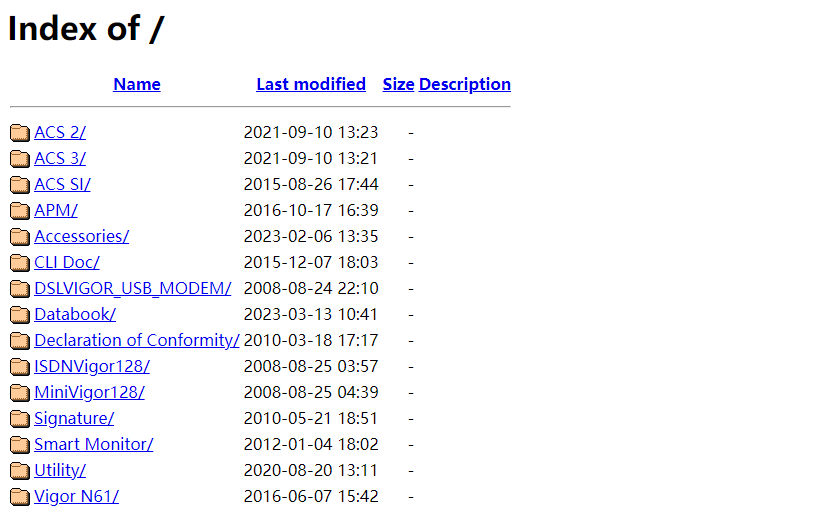 Index of /
Name Last modified Size Description
ACS 2/ 2021-09-10 13:23 -
ACS 3/ 2021-09-10 13:21 -
ACS SI/ 2015-08-26 17:44 -
APM/ 2016-10-17 16:39 -
Accessories/ 2023-02-06 13:35 -
CLI Doc/ 2015-12-07 18:03 -
DSLVIGOR_USB_MODEM/ 2008-08-24 22:10 -
Databook/ 2023-03-13 10:41 -
Declaration of Conformity/ 2010-03-18 17:17 -
ISDNVigor128/ 2008-08-25 03:57 -
MiniVigor128/ 2008-08-25 04:39 -
Signature/ 2010-05-21 18:51 -
Smart Monitor/ 2012-01-04 18:02 -
Utility/ 2020-08-20 13:11 -
Vigor N61/ 2016-06-07 15:42 -